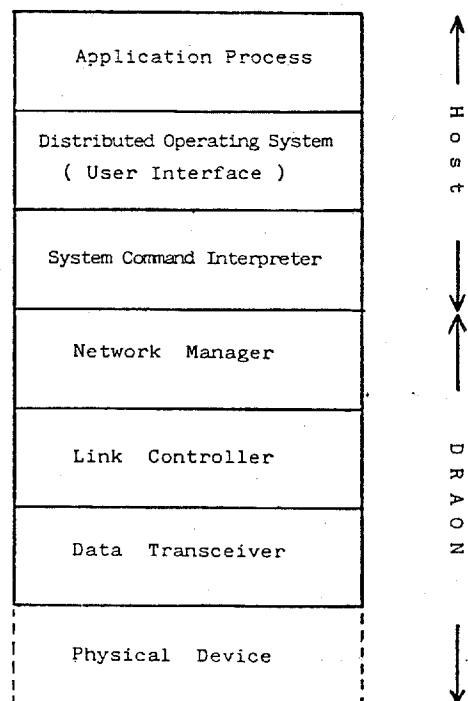 Application Process
Distributed Operating System
( User Interface )
System Command Interpreter
Network Manager
Link Controller
Data Transceiver
Physical Device
Host
DRAON